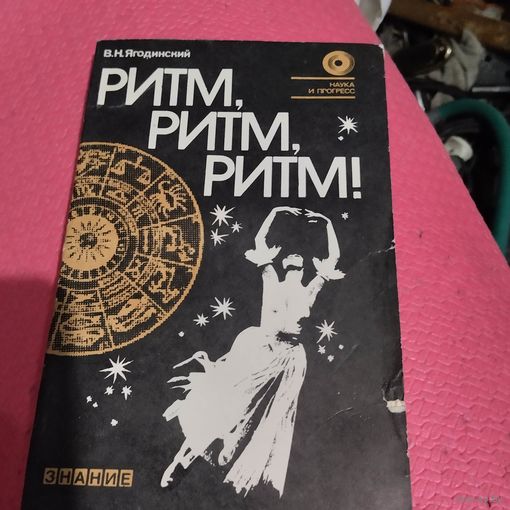 В.Н.Ягодинский
РИТМ,
РИТМ,
РИТМ!
НАУКА
И ПРОГРЕСС
ЗНАНИЕ